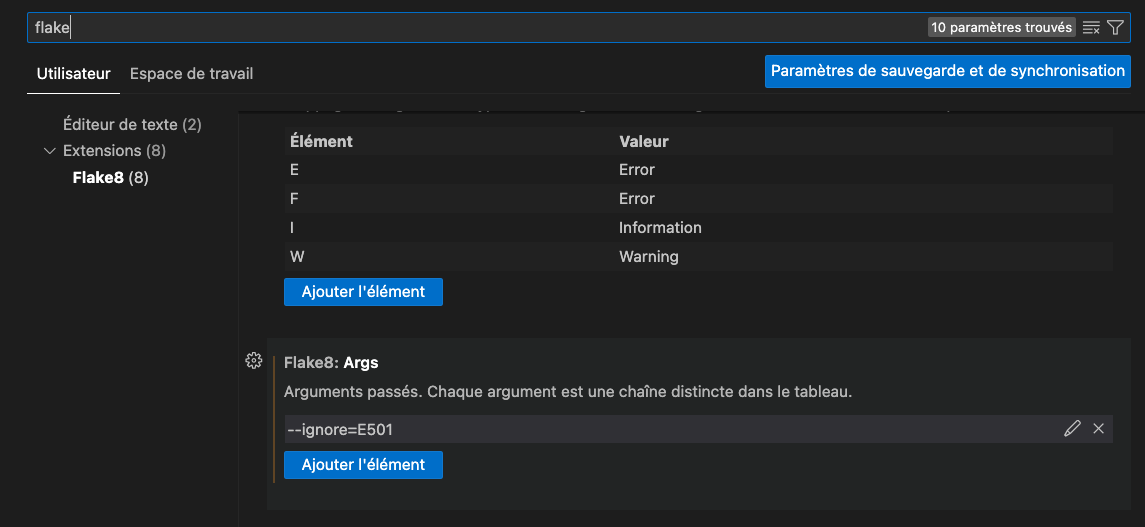 flake
10 paramètres trouvés
Utilisateur Espace de travail
Paramètres de sauvegarde et de synchronisation
Éditeur de texte (2)
Extensions (8)
Flake8 (8)
Élément Valeur
E Error
F Error
I Information
W Warning
Ajouter l'élément
Flake8: Args
Arguments passés. Chaque argument est une chaîne distincte dans le tableau.
--ignore=E501
Ajouter l'élément